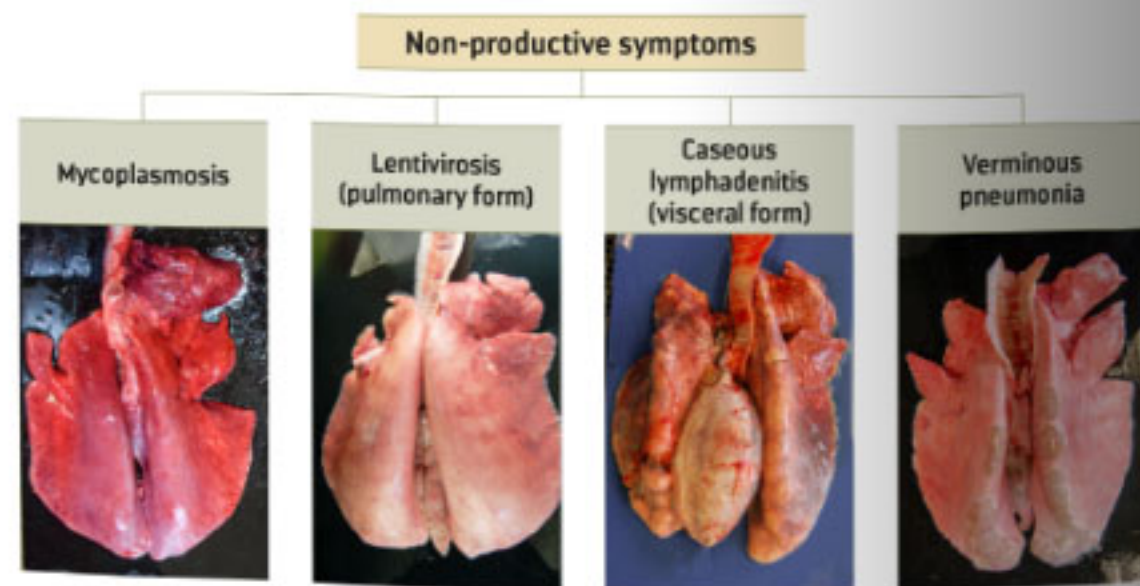 Non-productive symptoms
Mycoplasmosis
Lentivirosis
(pulmonary form)
Caseous
lymphadenitis
(visceral form)
Verminous
pneumonia